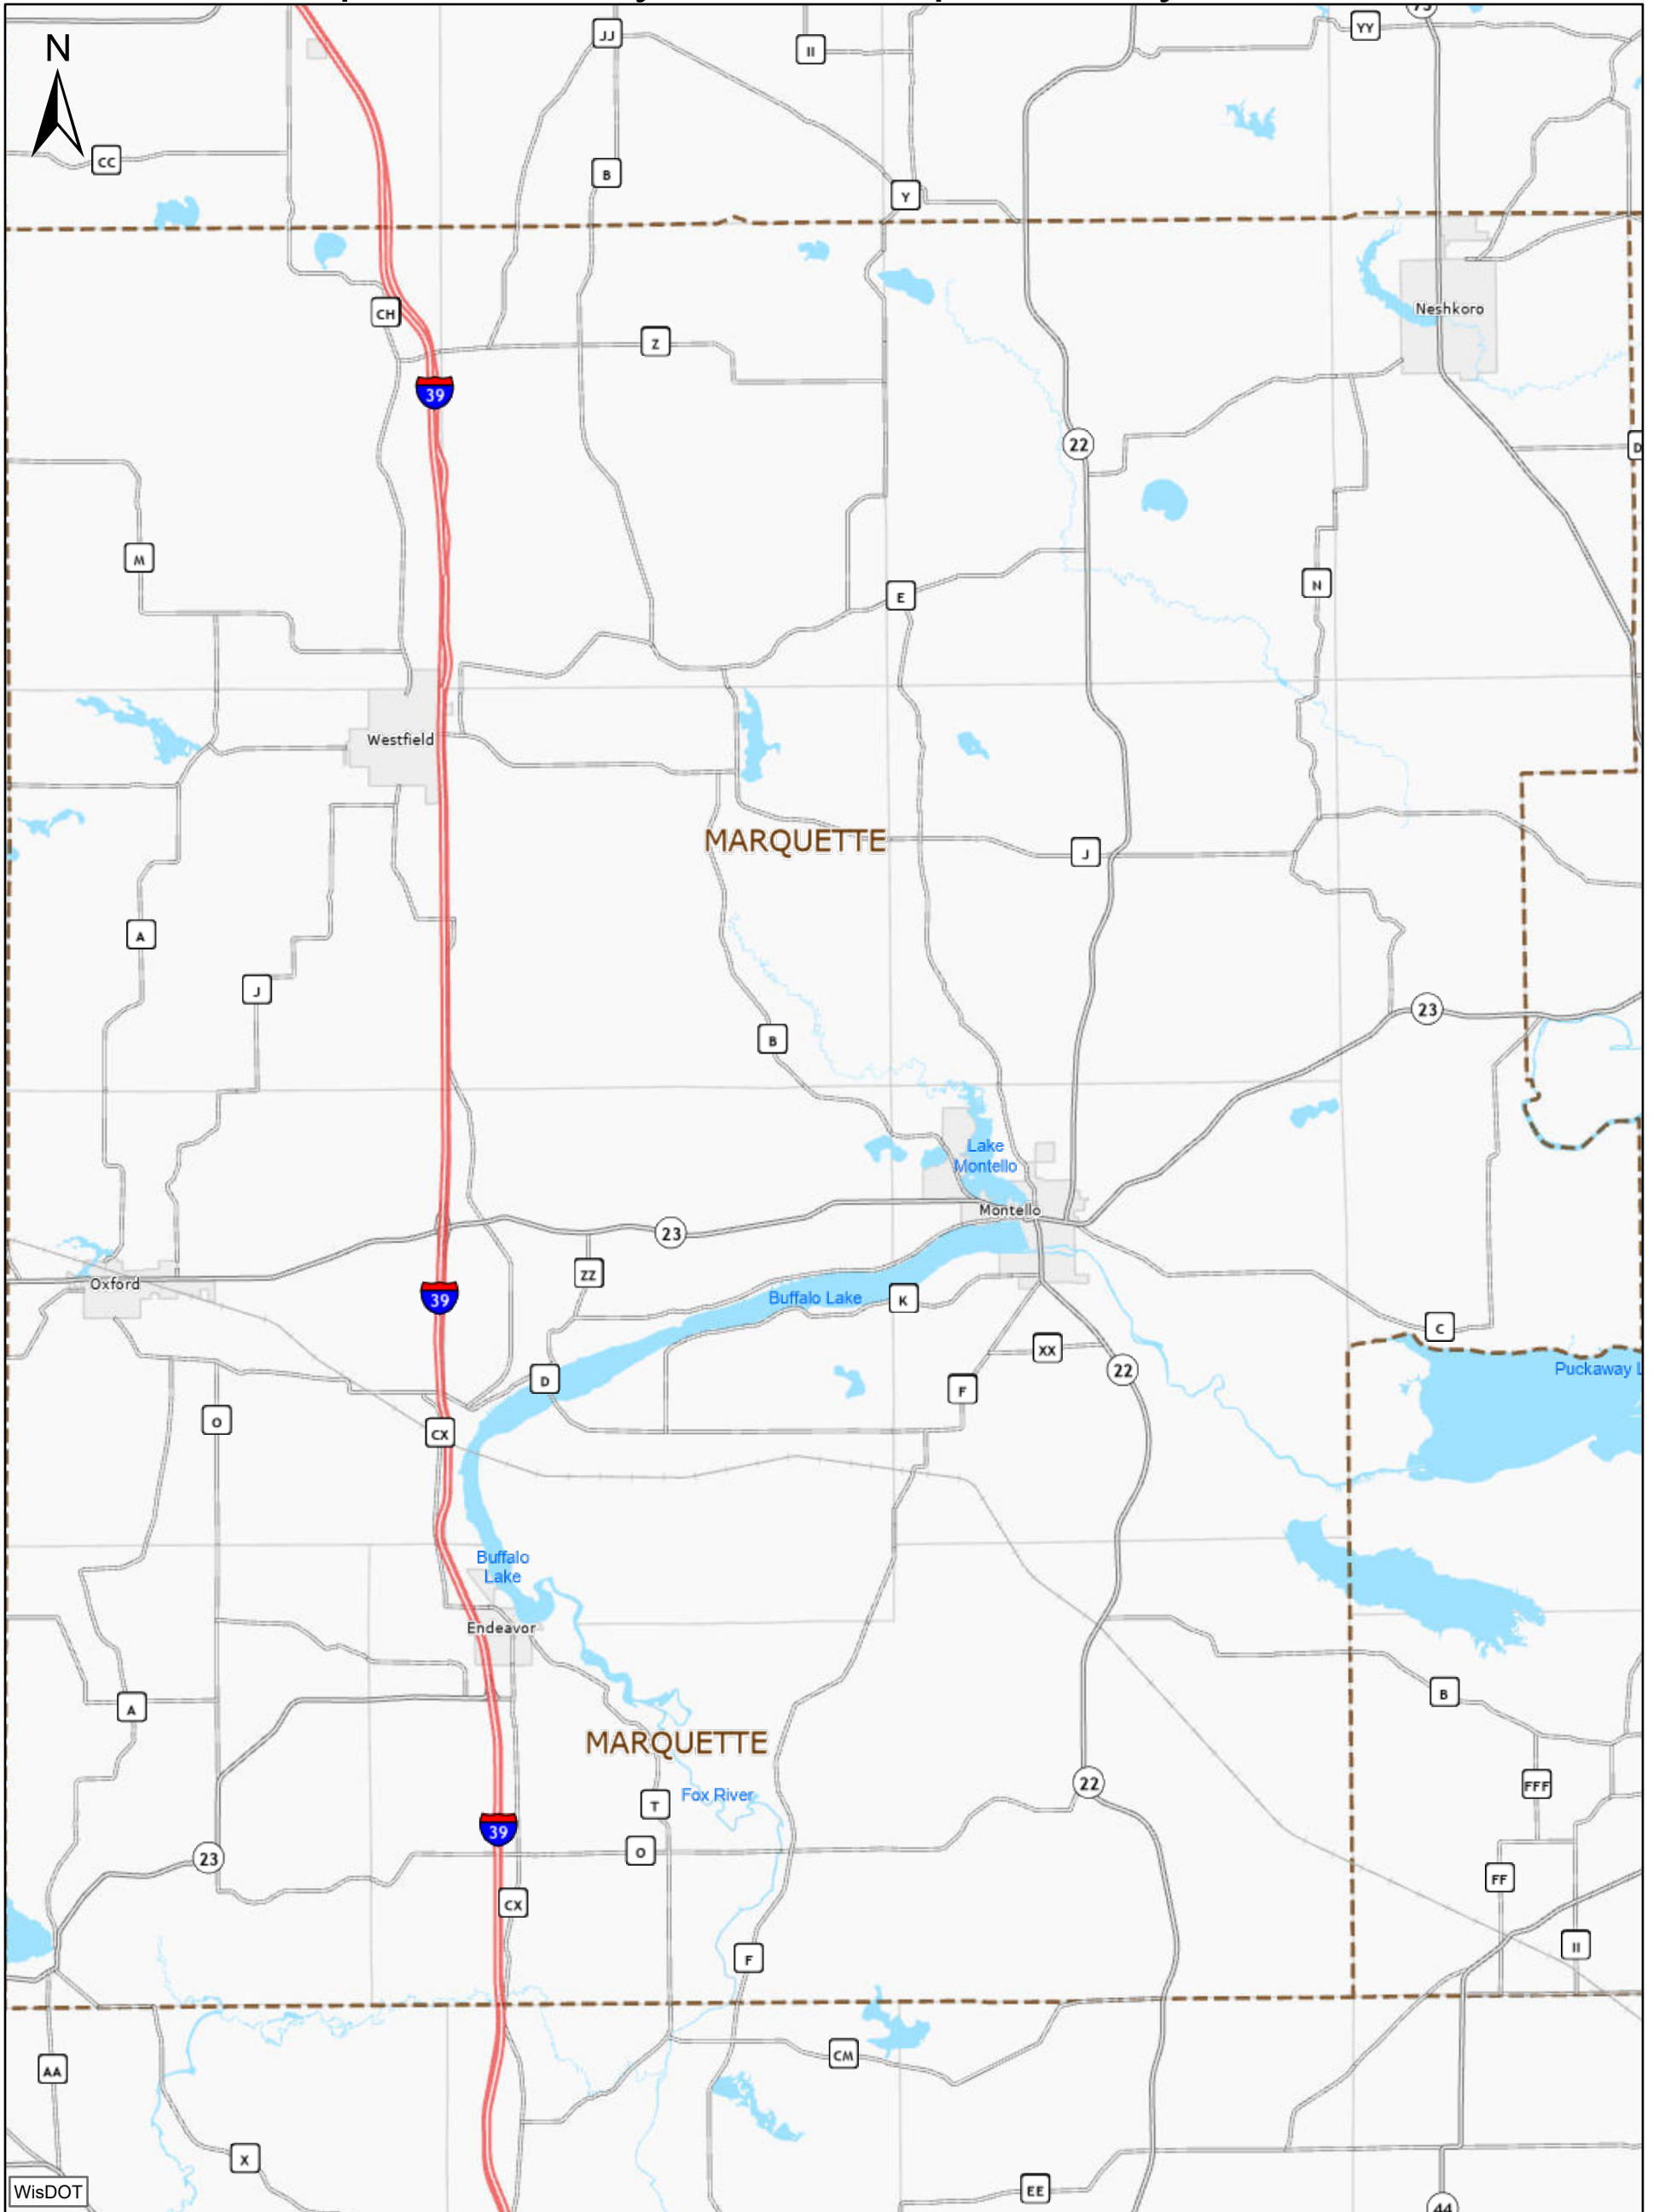 N
JJ
II
YY
CC
B
Y
CH
Neshkoro
Z
39
22
D
M
E
N
Westfield
MARQUETTE
J
A
J
23
B
Lake
Montello
Montello
23
ZZ
Oxford
39
Buffalo Lake
K
C
XX
22
Puckaway L
D
F
O
CX
Buffalo
Lake
Endeavor
B
A
MARQUETTE
22
FFF
Fox River
T
39
O
23
FF
CX
II
F
CM
AA
X
EE
WisDOT